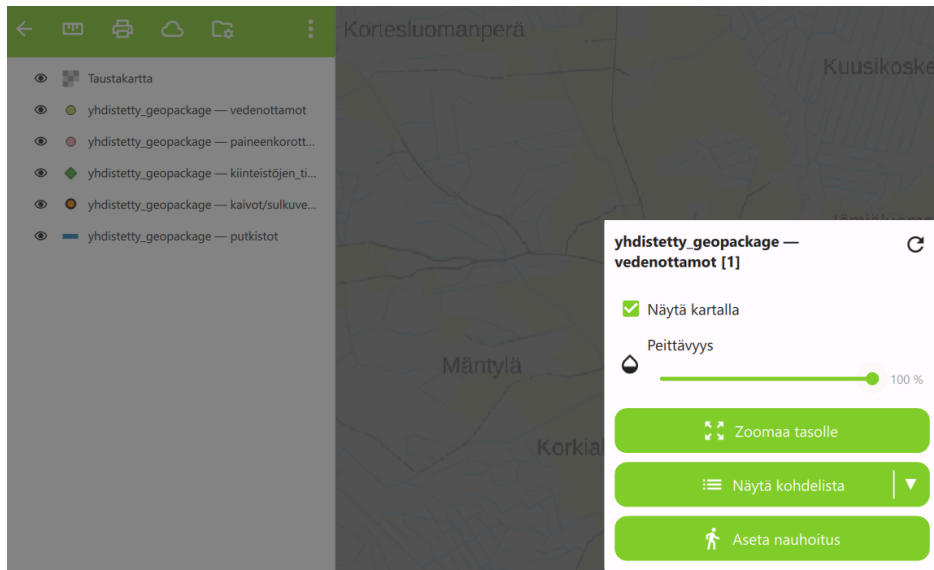 Kortesluomanperä
Kuusikoske
Taustakartta
yhdistetty_geopackage — vedenottamot
yhdistetty_geopackage — paineenkorott...
yhdistetty_geopackage — kiinteistöjen_ti...
yhdistetty_geopackage — kaivot/sulkuve...
yhdistetty_geopackage — putkistot
Mäntylä
Korkial
yhdistetty_geopackage —
vedenottamot [1]
Näytä kartalla
Peittävyys
100 %
Zoomaa tasolle
Näytä kohdelista
Aseta nauhoitus